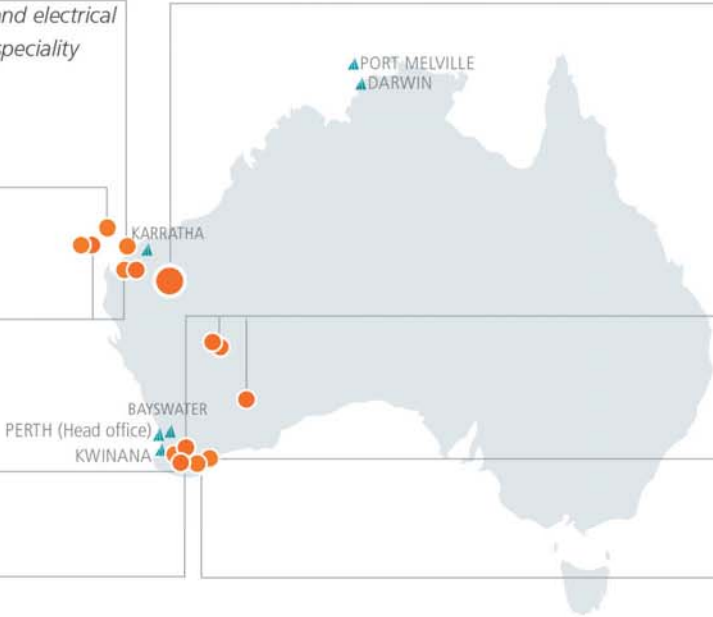 and electrical
speciality
PORT MELVILLE
DARWIN
KARRATHA
BAYSWATER
PERTH (Head office)
KWINANA